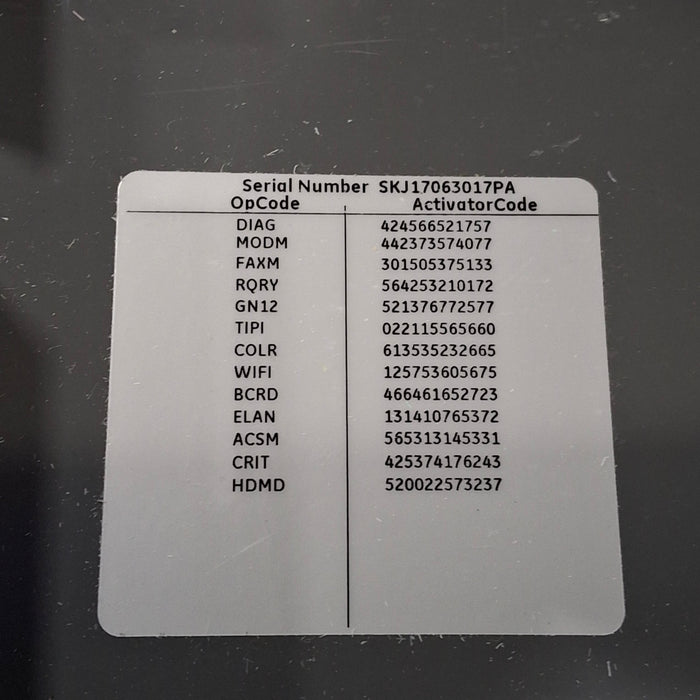 Serial Number SKJ17063017PA
OpCode ActivatorCode
DIAG 424566521757
MODM 442373574077
FAXM 301505375133
RQRY 564253210172
GN12 521376772577
TIPI 022115565660
COLR 613535232665
WIFI 125753605675
BCRD 466461652723
ELAN 131410765372
ACSM 565313145331
CRIT 425374176243
HDMD 520022573237